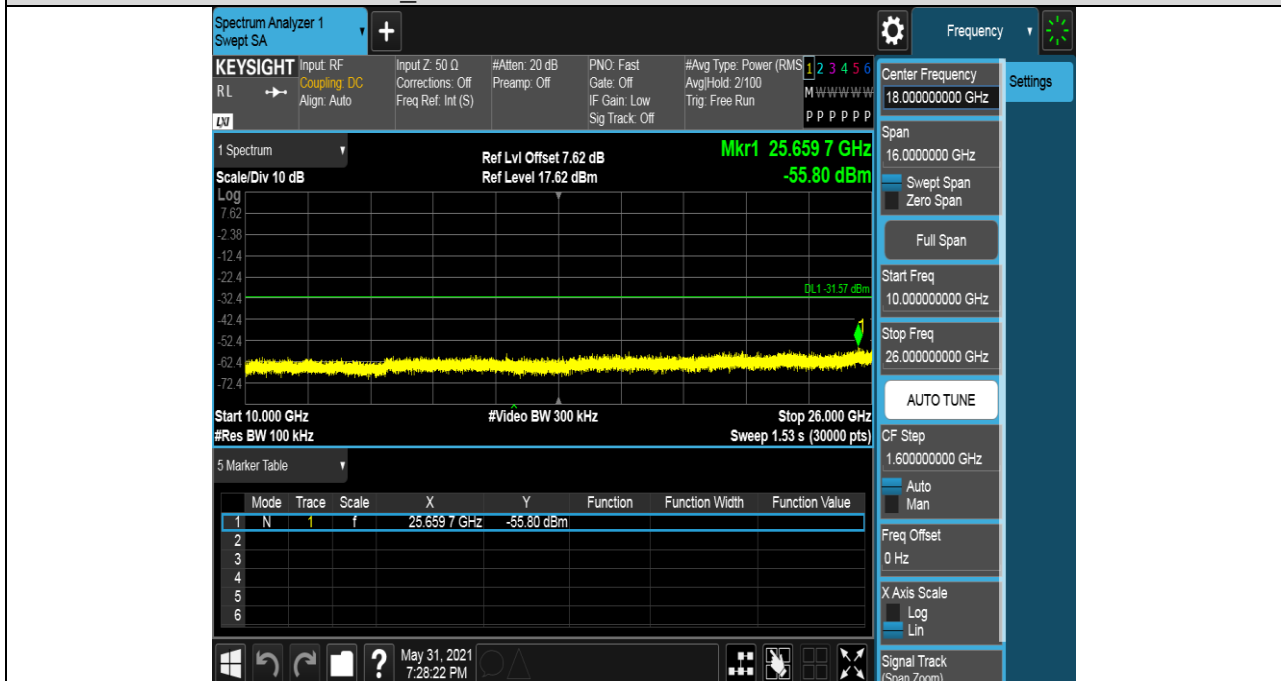 Spectrum Analyzer 1
Swept SA
Frequency
KEYSIGHT
RL
LXI
Input: RF
Coupling: DC
Align: Auto
Input Z: 50 Ω
Corrections: Off
Freq Ref: Int (S)
#Atten: 20 dB
Preamp: Off
PNO: Fast
Gate: Off
IF Gain: Low
Sig Track: Off
#Avg Type: Power (RMS
Avg|Hold: 2/100
Trig: Free Run
1 2 3 4 5 6
M W W W W W
P P P P P P
1 Spectrum
Scale/Div 10 dB
Ref Lvl Offset 7.62 dB
Ref Level 17.62 dBm
Mkr1 25.659 7 GHz
-55.80 dBm
Log
7.62
-2.38
-12.4
-22.4
-32.4
-42.4
-52.4
-62.4
-72.4
DL1 -31.57 dBm
1
Start 10.000 GHz
#Video BW 300 kHz
Stop 26.000 GHz
#Res BW 100 kHz
Sweep 1.53 s (30000 pts)
5 Marker Table
Mode Trace Scale X Y Function Function Width Function Value
1 N 1 f 25.659 7 GHz -55.80 dBm
2
3
4
5
6
?
May 31, 2021
7:28:22 PM
Center Frequency
18.000000000 GHz
Settings
Span
16.0000000 GHz
Swept Span
Zero Span
Full Span
Start Freq
10.000000000 GHz
Stop Freq
26.000000000 GHz
AUTO TUNE
CF Step
1.600000000 GHz
Auto
Man
Freq Offset
0 Hz
X Axis Scale
Log
Lin
Signal Track
(Span Zoom)